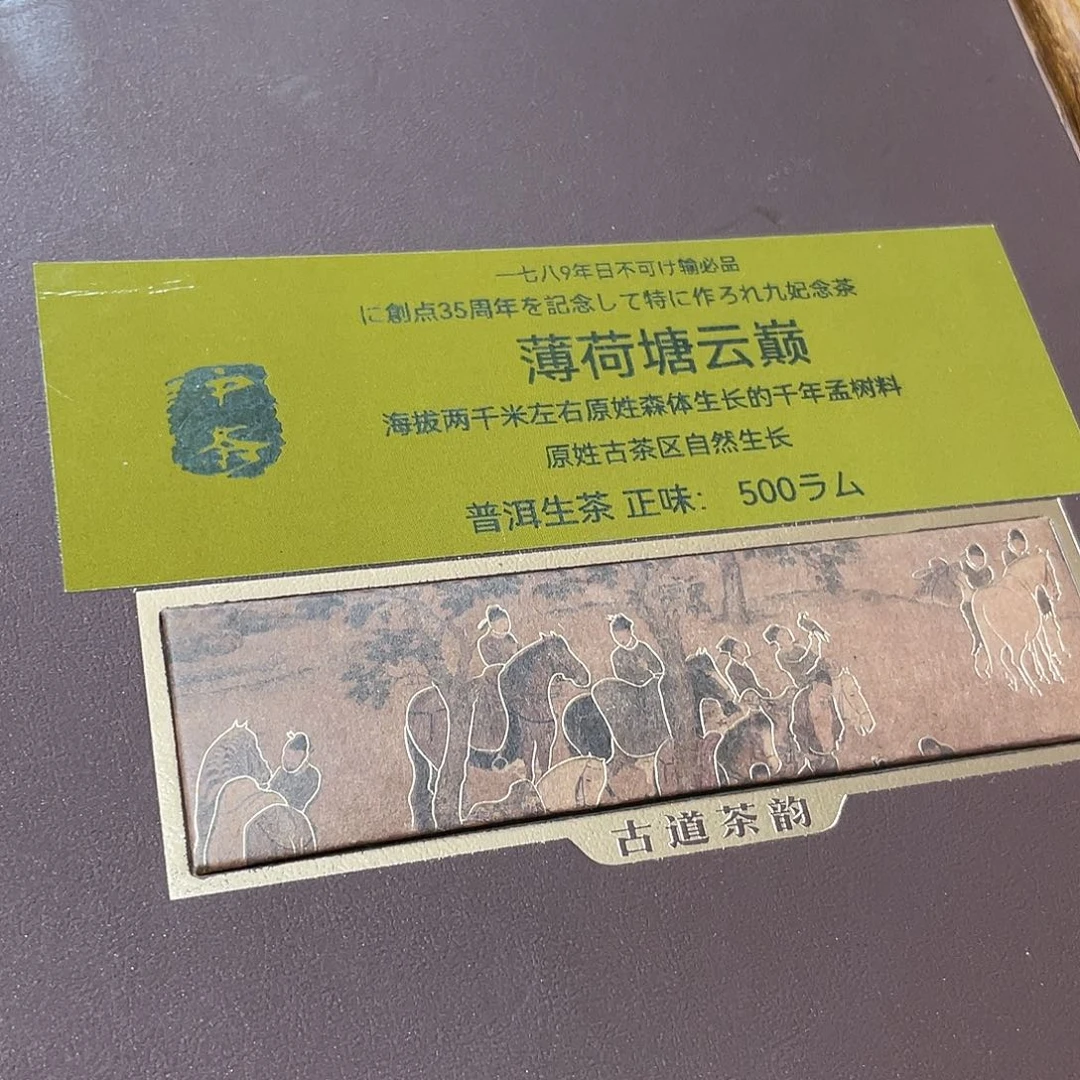 一七八9年日不可け输必品
に創点35周年を記念して特に作ろれ九妃念茶
薄荷塘云巅
海拔两千米左右原姓森体生长的千年孟树料
原姓古茶区自然生长
普洱生茶 正味: 500ラム
中茶
古道茶韵